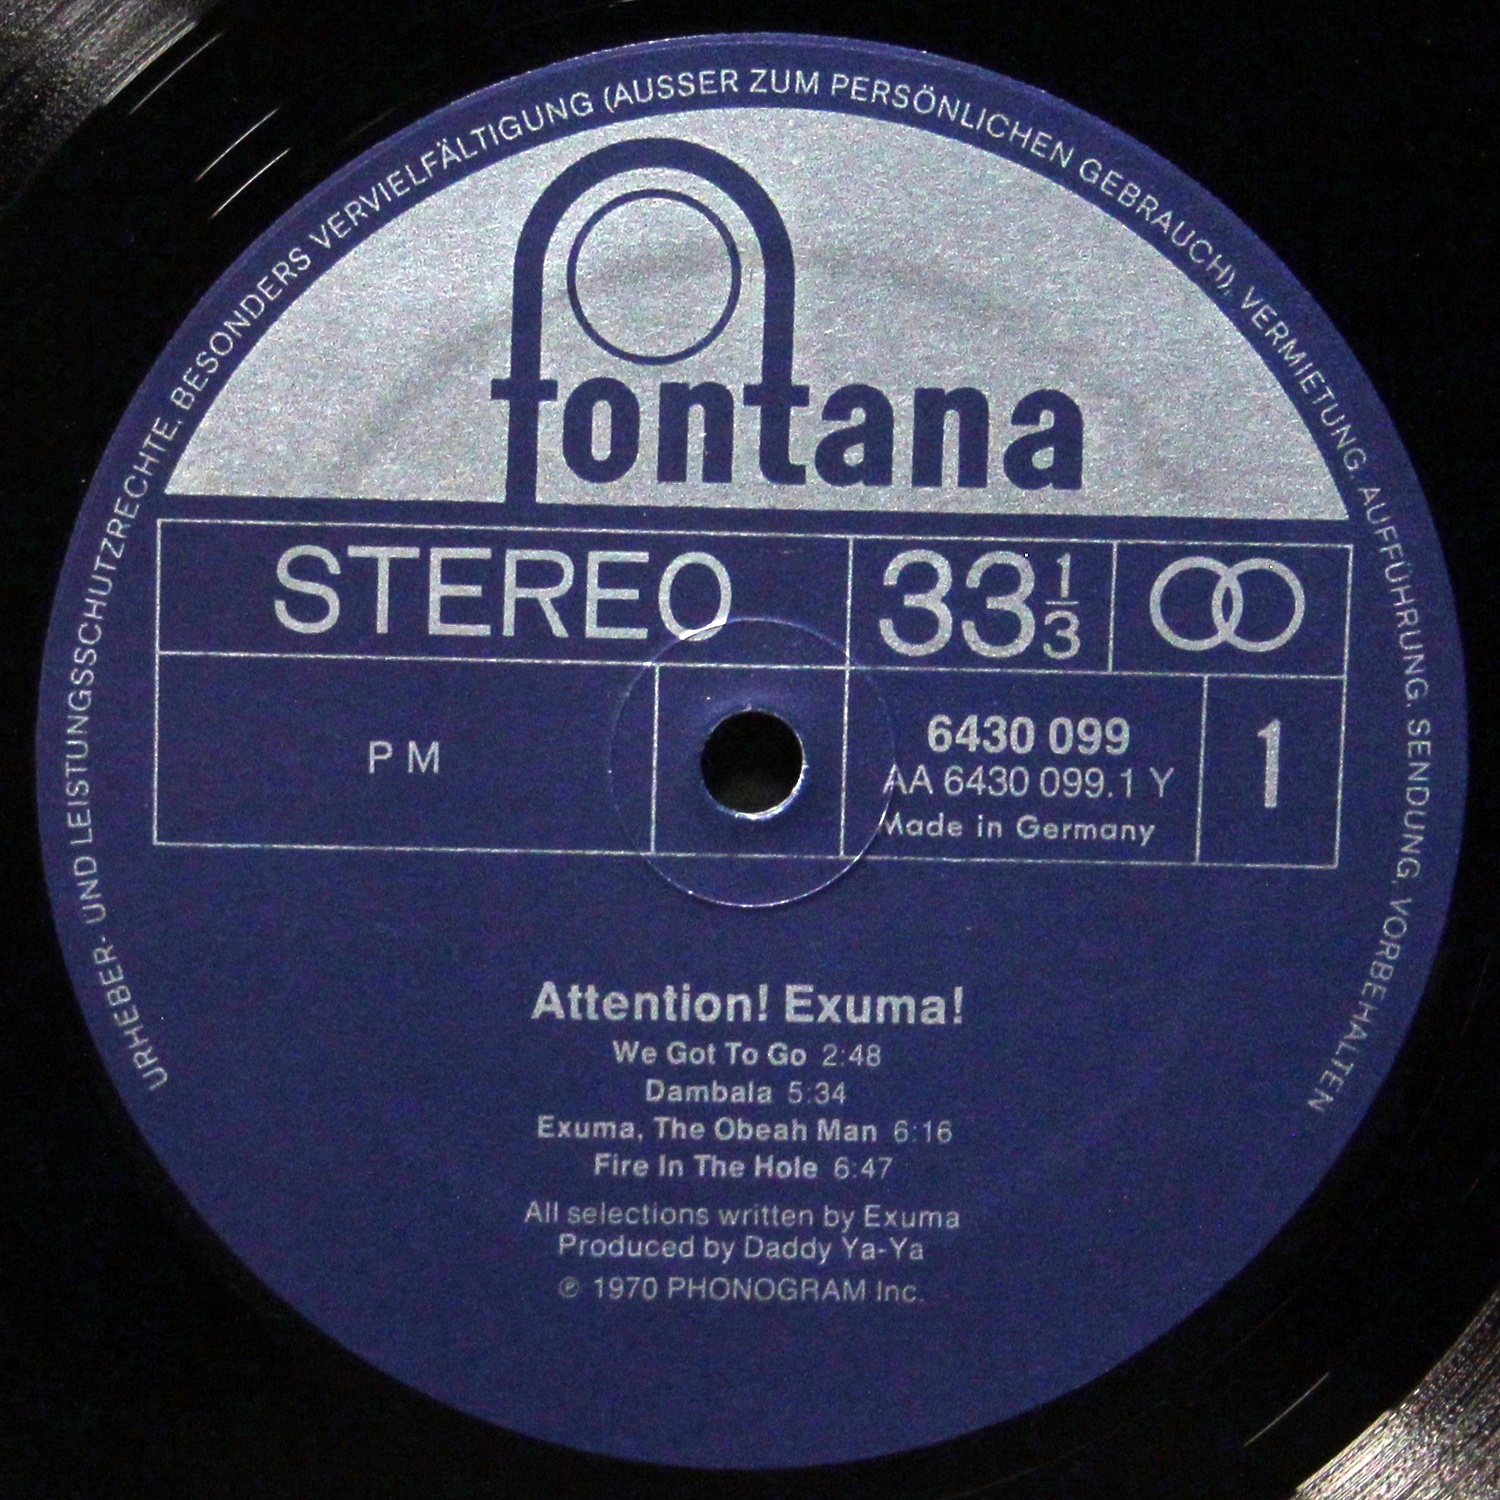 URHEBER- UND LEISTUNGSSCHUTZRECHTE. BESONDERS VERVIELFÄLTIGUNG (AUSSER ZUM PERSÖNLICHEN GEBRAUCH), VERMIETUNG. AUFFÜHRUNG. SENDUNG. VORBEHALTEN
fontana
STEREO 33 1/3
P M
6430 099
AA 6430 099.1 Y
Made in Germany
1
Attention! Exuma!
We Got To Go 2:48
Dambala 5:34
Exuma, The Obeah Man 6:16
Fire In The Hole 6:47
All selections written by Exuma
Produced by Daddy Ya-Ya
℗ 1970 PHONOGRAM Inc.